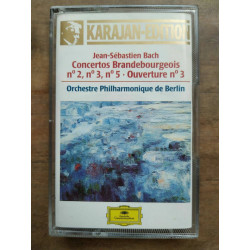 KARAJAN-EDITION
Jean-Sébastien Bach
Concertos Brandebourgeois
nº 2, nº 3, nº 5 · Ouverture nº 3
Orchestre Philharmonique de Berlin